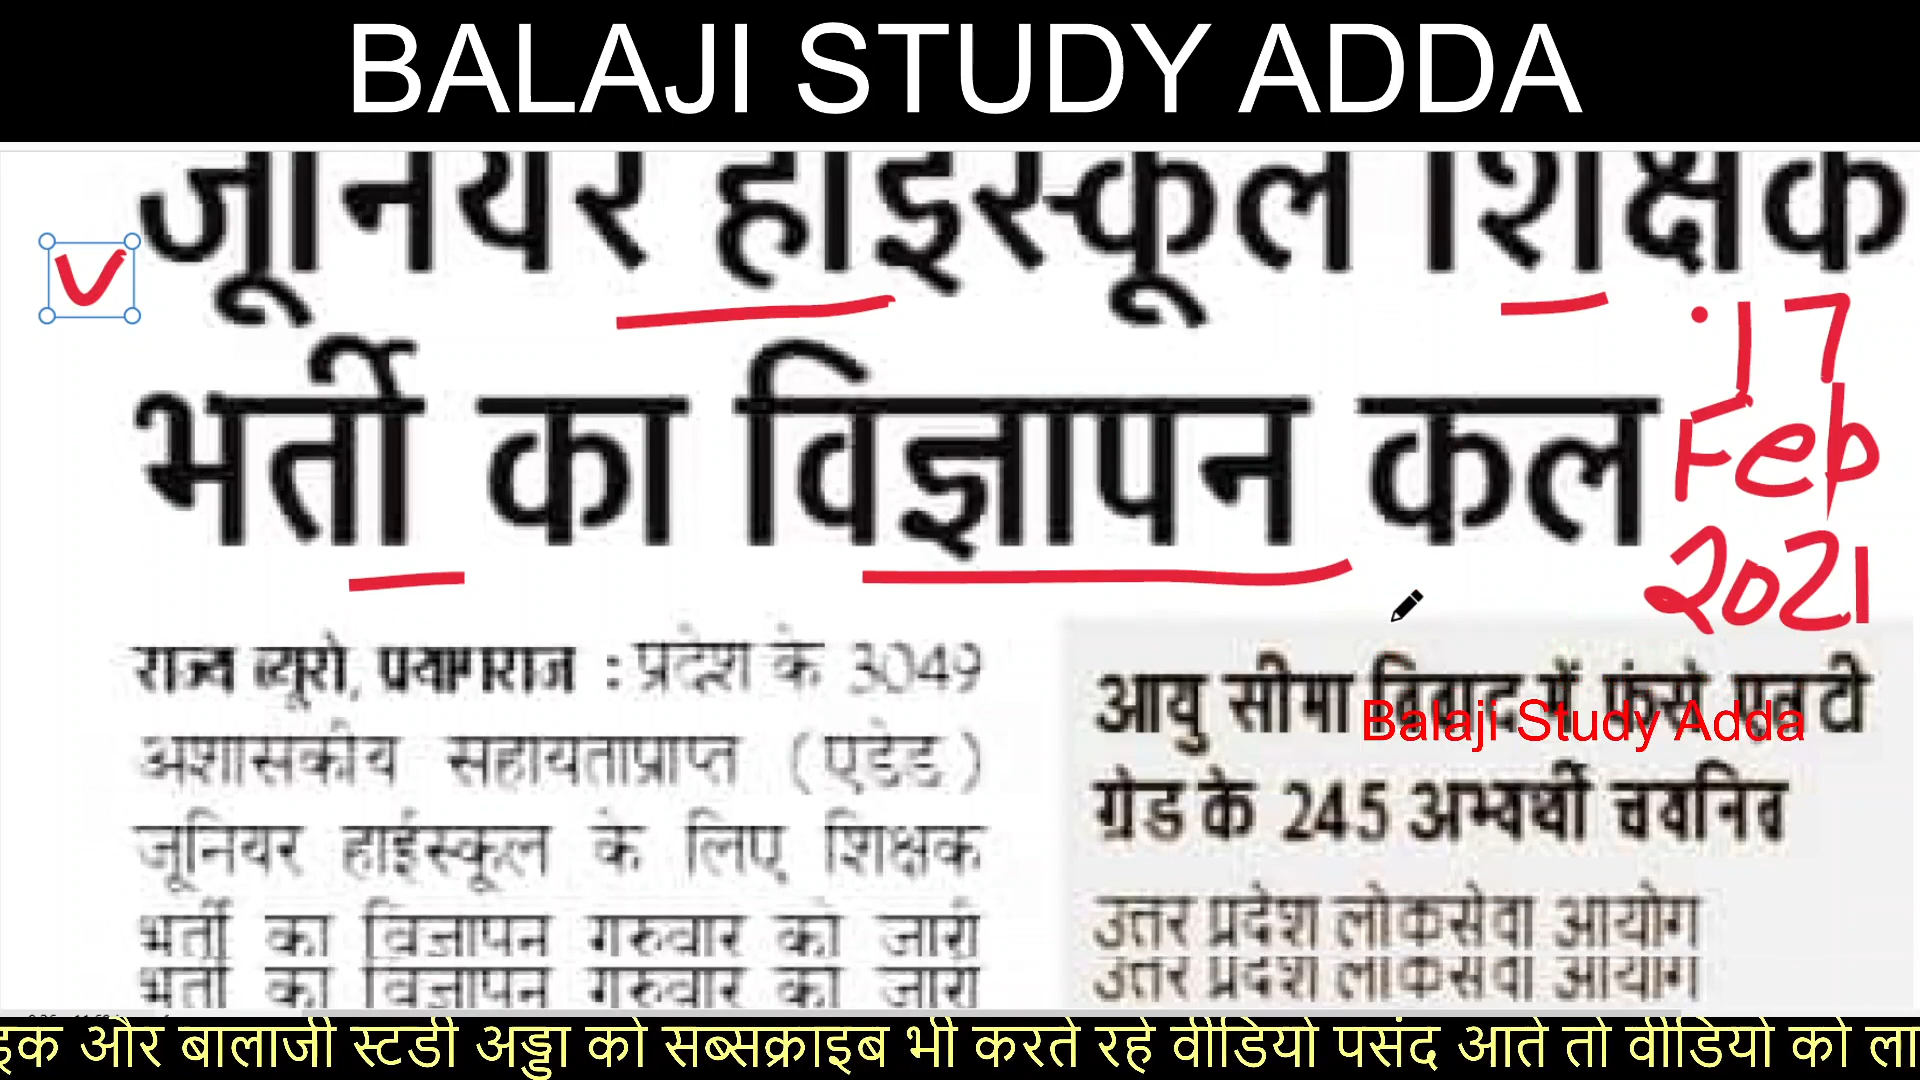 BALAJI STUDY ADDA
जूनियर हाईस्कूल शिक्षक
भर्ती का विज्ञापन कल
17
Feb
2021
राज्य ब्यूरो, प्रयागराज : प्रदेश के 3049
अशासकीय सहायताप्राप्त (एडेड)
जूनियर हाईस्कूल के लिए शिक्षक
भर्ती का विज्ञापन गुरुवार को जारी
आयु सीमा विवाद में फंसे एलटी
Balaji Study Adda
ग्रेड के 245 अभ्यर्थी चयनित
उत्तर प्रदेश लोकसेवा आयोग
इक और बालाजी स्टडी अड्डा को सब्सक्राइब भी करते रहे वीडियो पसंद आते तो वीडियो को ला